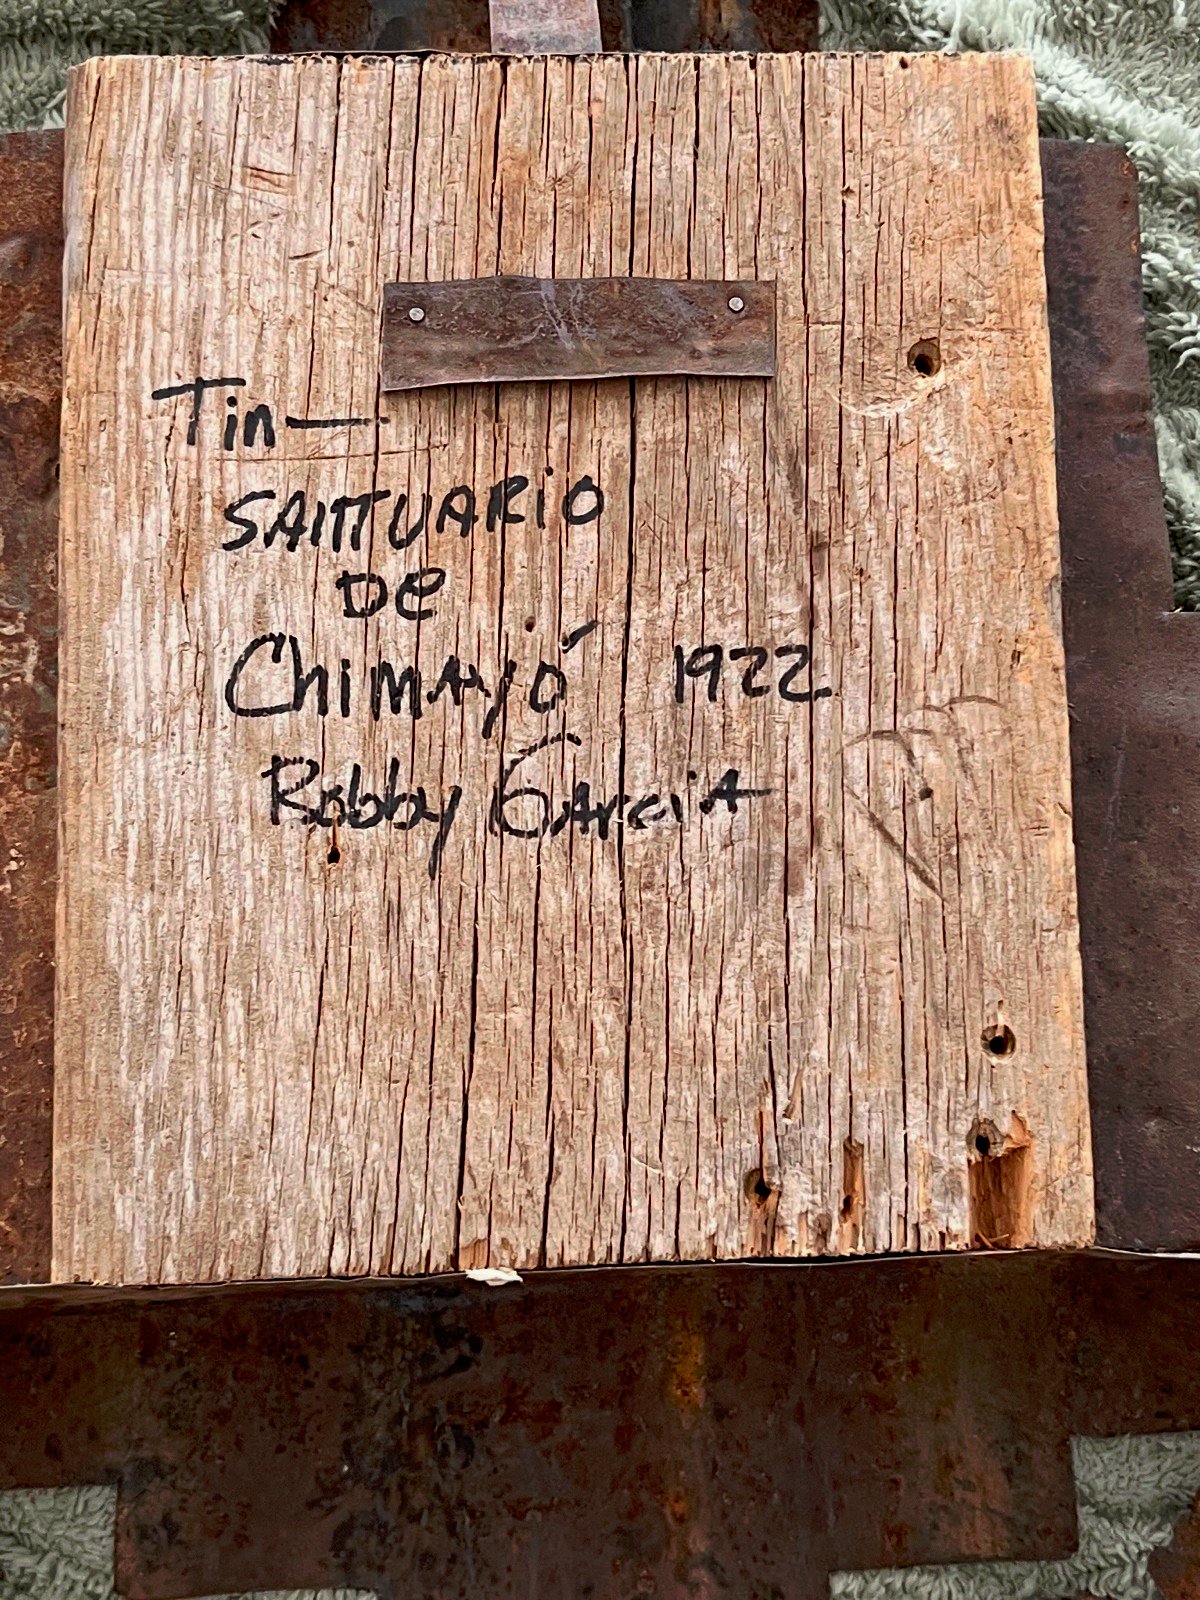 Tin —
SANTUARiO
De
ChiMAyó 1922
Robby GArciA